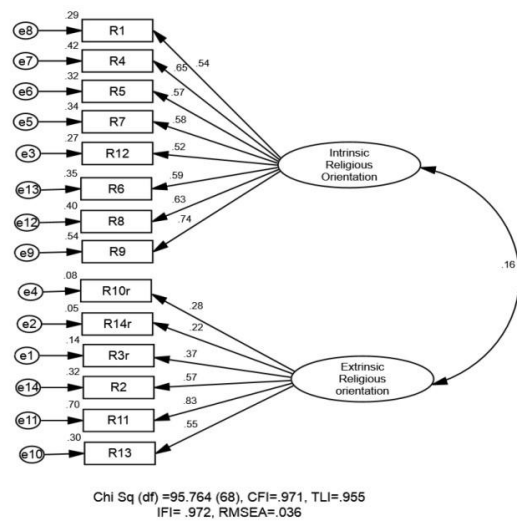 .29
e8 R1
.54
.42
e7 R4
.65
.32
e6 R5
.57
.34
e5 R7
.58
.27
e3 R12
.52
Intrinsic
Religious
Orientation
.35
e13 R6
.59
.40
e12 R8
.63
.54
e9 R9
.74
.16
.08
e4 R10r
.28
.05
e2 R14r
.22
.14
e1 R3r
.37
.32
e14 R2
.57
Extrinsic
Religious
orientation
.70
e11 R11
.83
.30
e10 R13
.55
Chi Sq (df) =95.764 (68), CFI=.971, TLI=.955
IFI= .972, RMSEA=.036